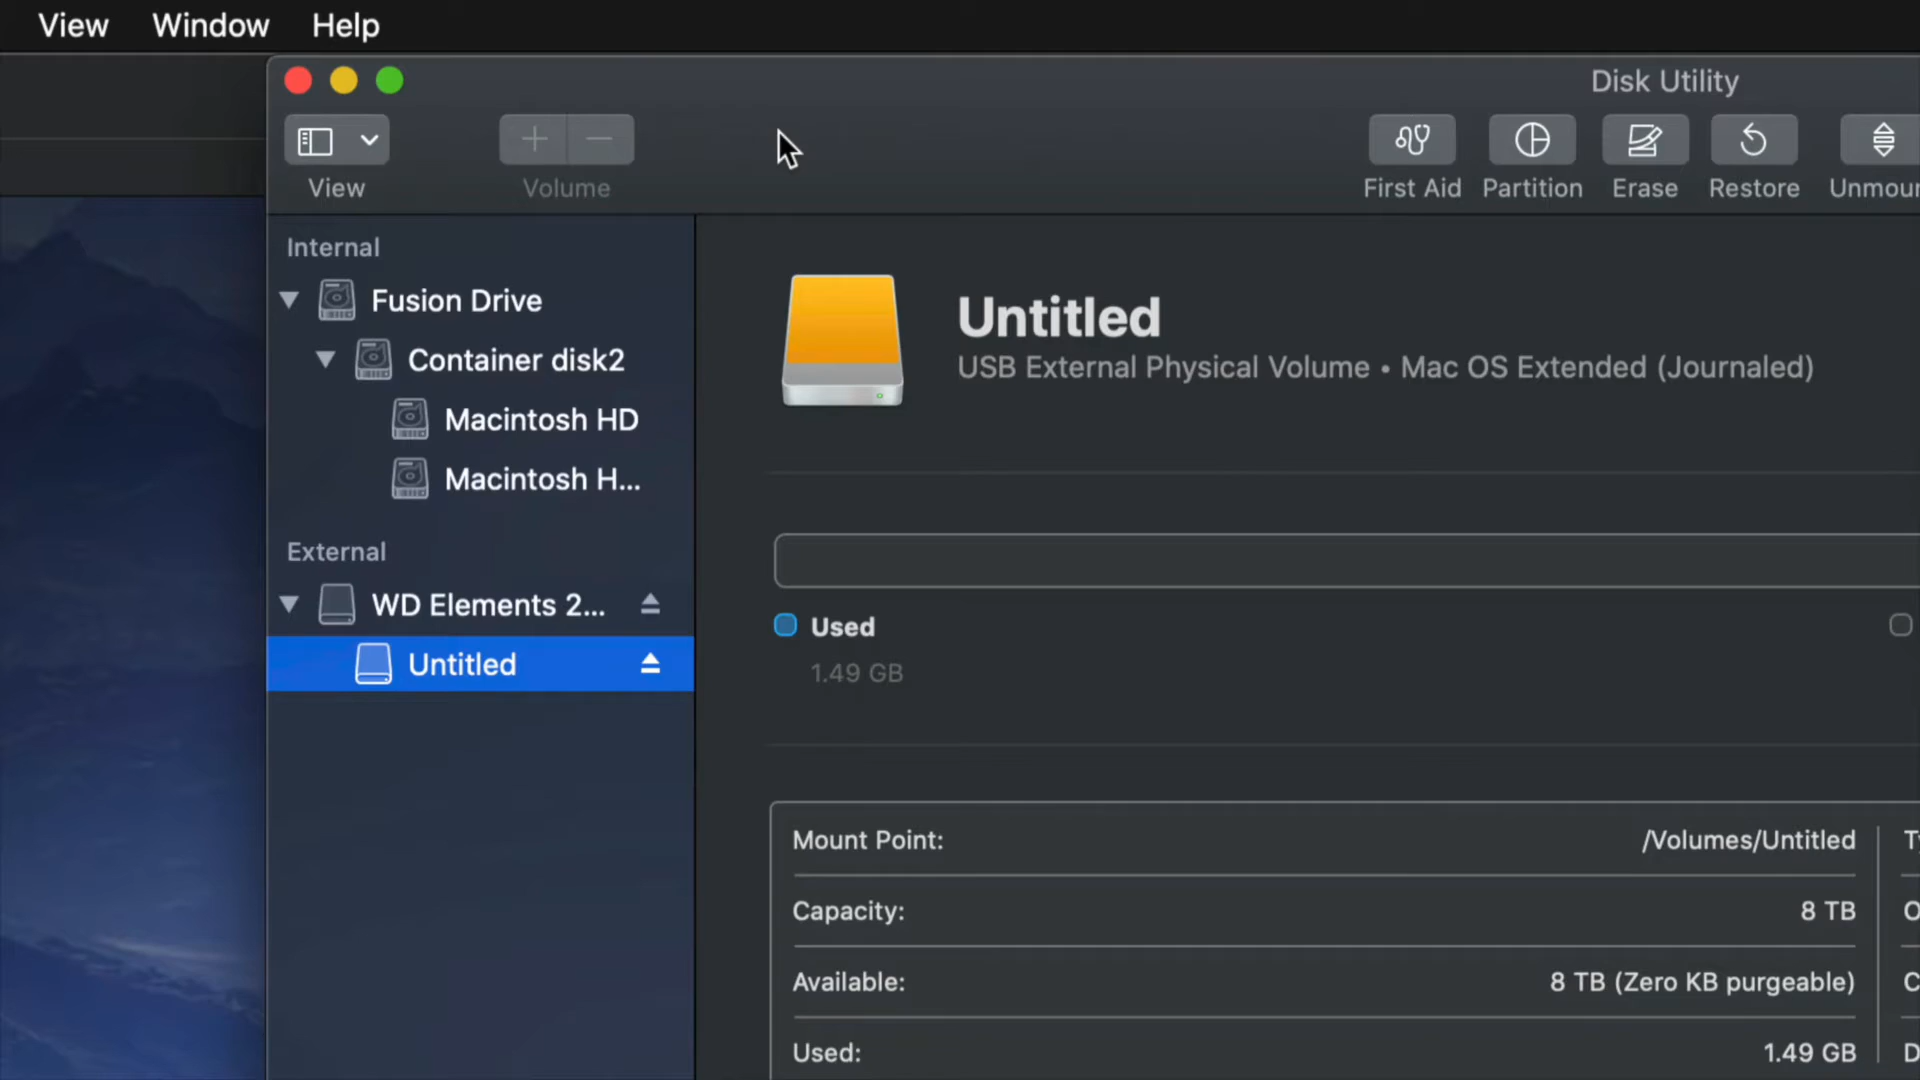 View Window Help
Disk Utility
View
Volume
First Aid
Partition
Erase
Restore
Internal
Fusion Drive
Container disk2
Macintosh HD
Macintosh H...
External
WD Elements 2...
Untitled
Untitled
USB External Physical Volume • Mac OS Extended (Journaled)
Used
1.49 GB
Mount Point: /Volumes/Untitled
Capacity: 8 TB
Available: 8 TB (Zero KB purgeable)
Used: 1.49 GB